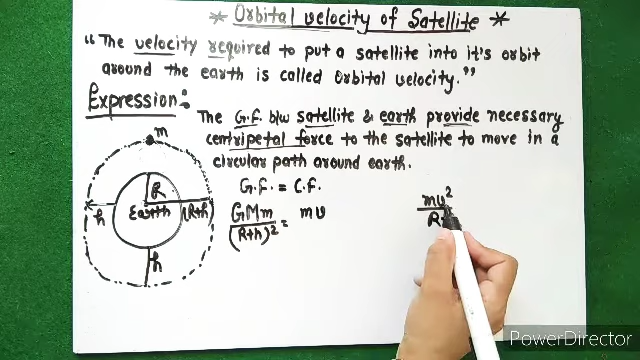 * Orbital velocity of Satellite *
" The velocity required to put a satellite into it's orbit
around the earth is called Orbital velocity."
Expression:
The G.F. b/w satellite & earth provide necessary
centripetal force to the satellite to move in a
circular path around earth.
m
R
Earth
(R+h)
h
h
G.F. = C.F.
GMm/(R+h)² = mv
mv²/R
PowerDirector